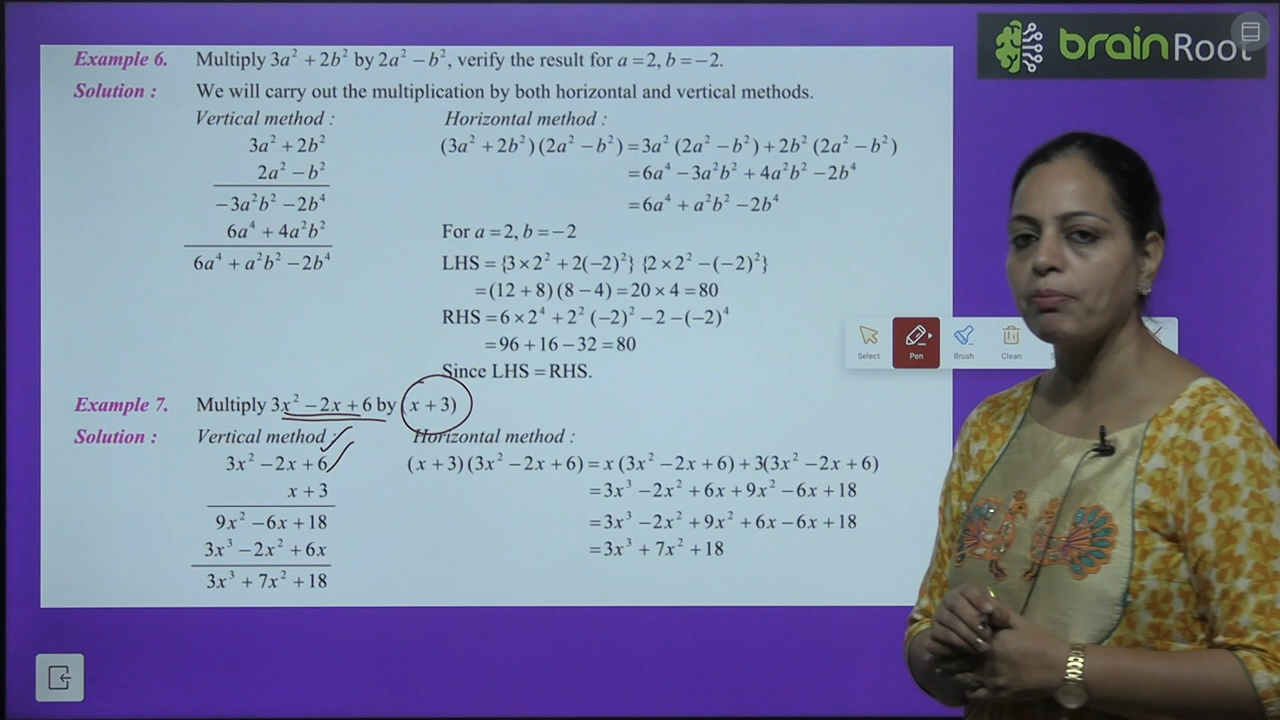 brainRoot
Example 6. Multiply 3a² + 2b² by 2a² − b², verify the result for a = 2, b = −2.
Solution : We will carry out the multiplication by both horizontal and vertical methods.
Vertical method :
3a² + 2b²
2a² − b²
−3a²b² − 2b⁴
6a⁴ + 4a²b²
6a⁴ + a²b² − 2b⁴
Horizontal method :
(3a² + 2b²) (2a² − b²) = 3a² (2a² − b²) + 2b² (2a² − b²)
= 6a⁴ − 3a²b² + 4a²b² − 2b⁴
= 6a⁴ + a²b² − 2b⁴
For a = 2, b = −2
LHS = {3 × 2² + 2(−2)²} {2 × 2² − (−2)²}
= (12 + 8) (8 − 4) = 20 × 4 = 80
RHS = 6 × 2⁴ + 2² (−2)² − 2 − (−2)⁴
= 96 + 16 − 32 = 80
Since LHS = RHS.
Select Pen Brush Clean
Example 7. Multiply 3x² − 2x + 6 by (x + 3)
Solution : Vertical method :
3x² − 2x + 6
x + 3
9x² − 6x + 18
3x³ − 2x² + 6x
3x³ + 7x² + 18
Horizontal method :
(x + 3) (3x² − 2x + 6) = x (3x² − 2x + 6) + 3(3x² − 2x + 6)
= 3x³ − 2x² + 6x + 9x² − 6x + 18
= 3x³ − 2x² + 9x² + 6x − 6x + 18
= 3x³ + 7x² + 18